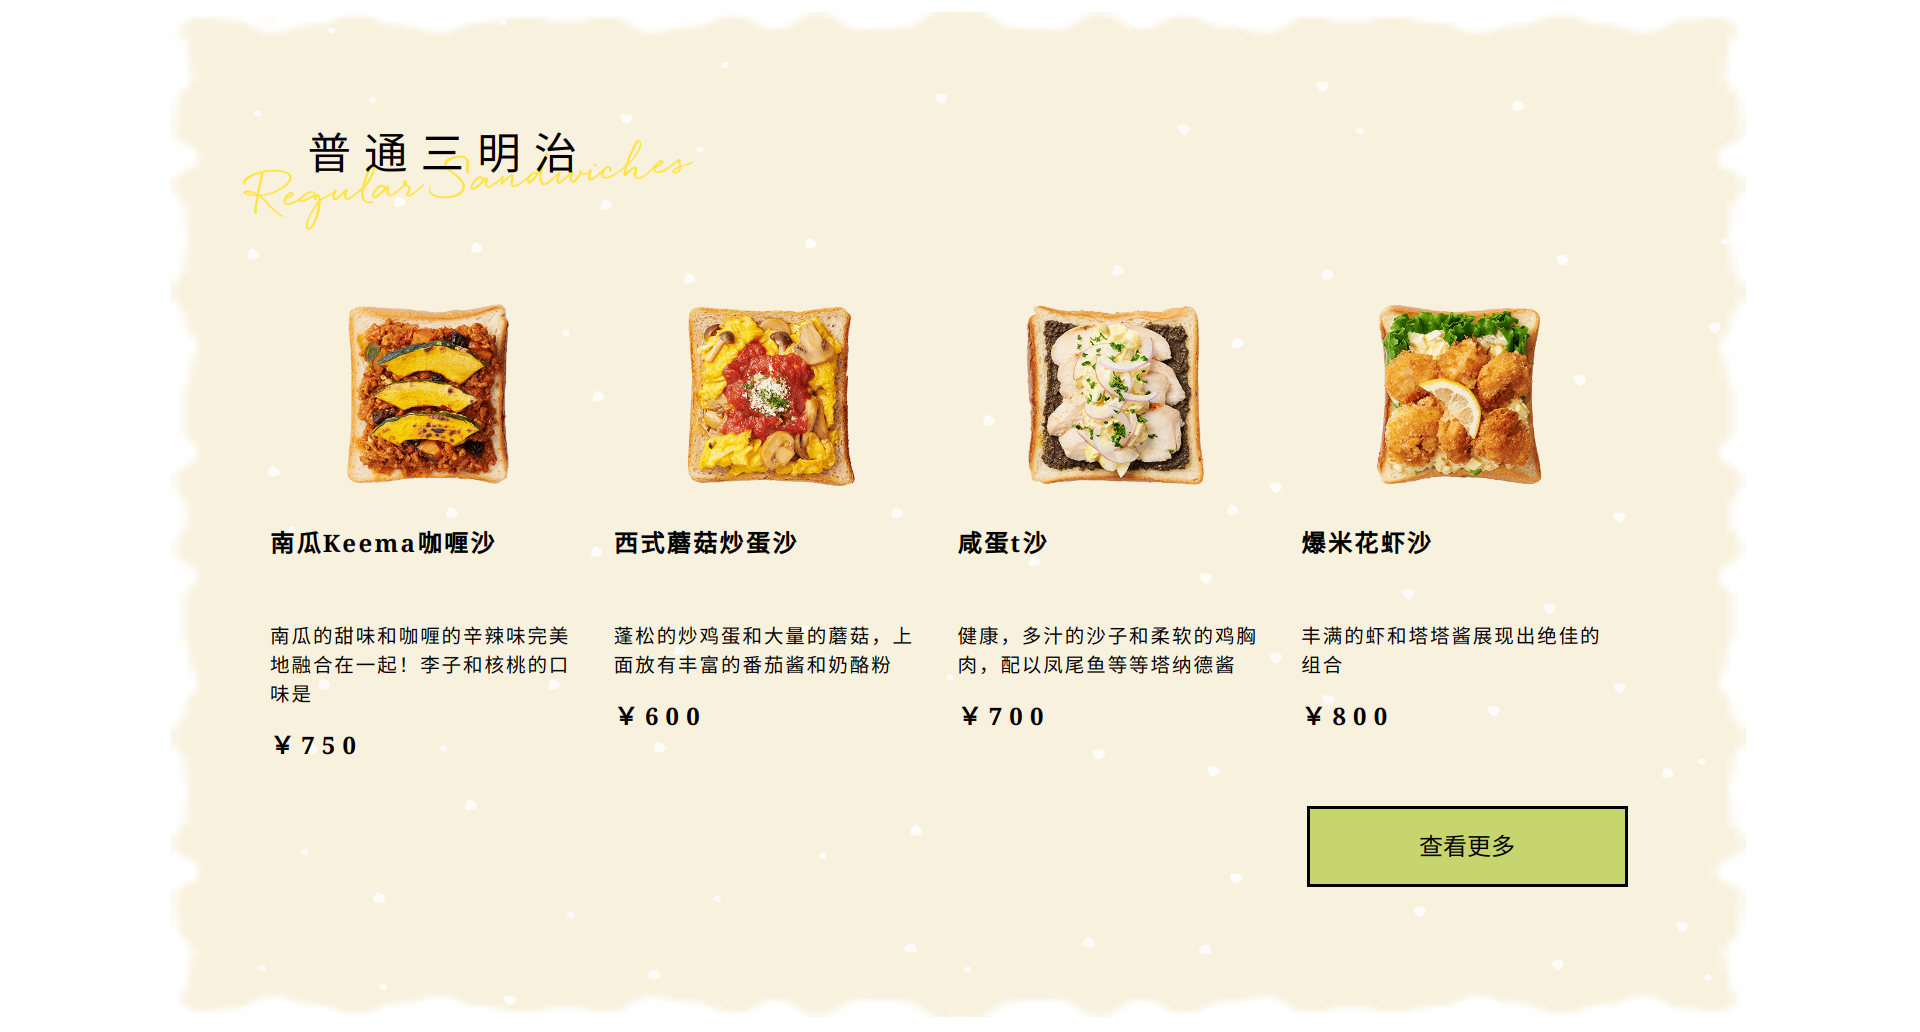 普通三明治
Regular Sandwiches
南瓜Keema咖喱沙
南瓜的甜味和咖喱的辛辣味完美
地融合在一起！李子和核桃的口
味是
￥750
西式蘑菇炒蛋沙
蓬松的炒鸡蛋和大量的蘑菇，上
面放有丰富的番茄酱和奶酪粉
￥600
咸蛋t沙
健康，多汁的沙子和柔软的鸡胸
肉，配以凤尾鱼等等塔纳德酱
￥700
爆米花虾沙
丰满的虾和塔塔酱展现出绝佳的
组合
￥800
查看更多